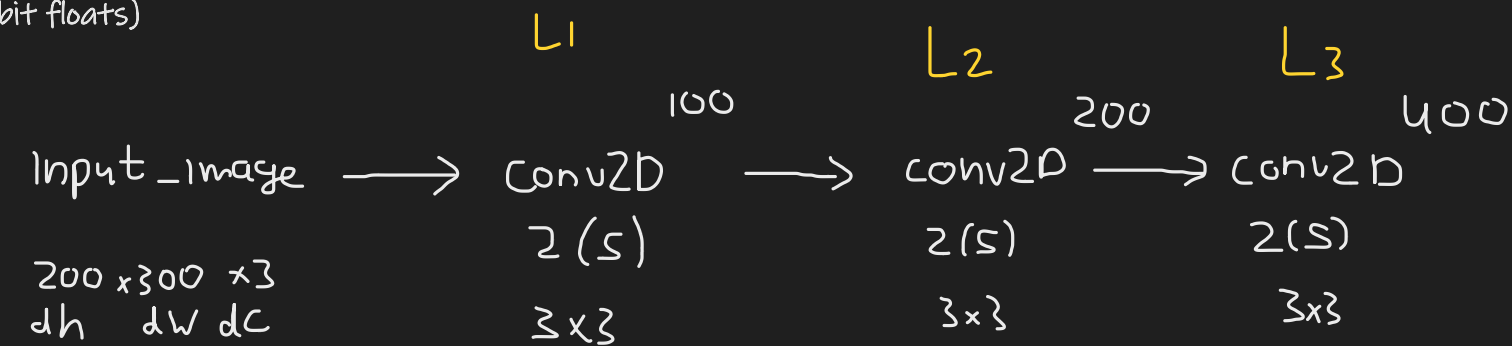 bit floats)
L1
L2
L3
100
200
400
Input_image → conv2D → conv2D → conv2D
2(s)
2(s)
2(s)
200 x 300 x 3
3x3
3x3
3x3
dh dw dc